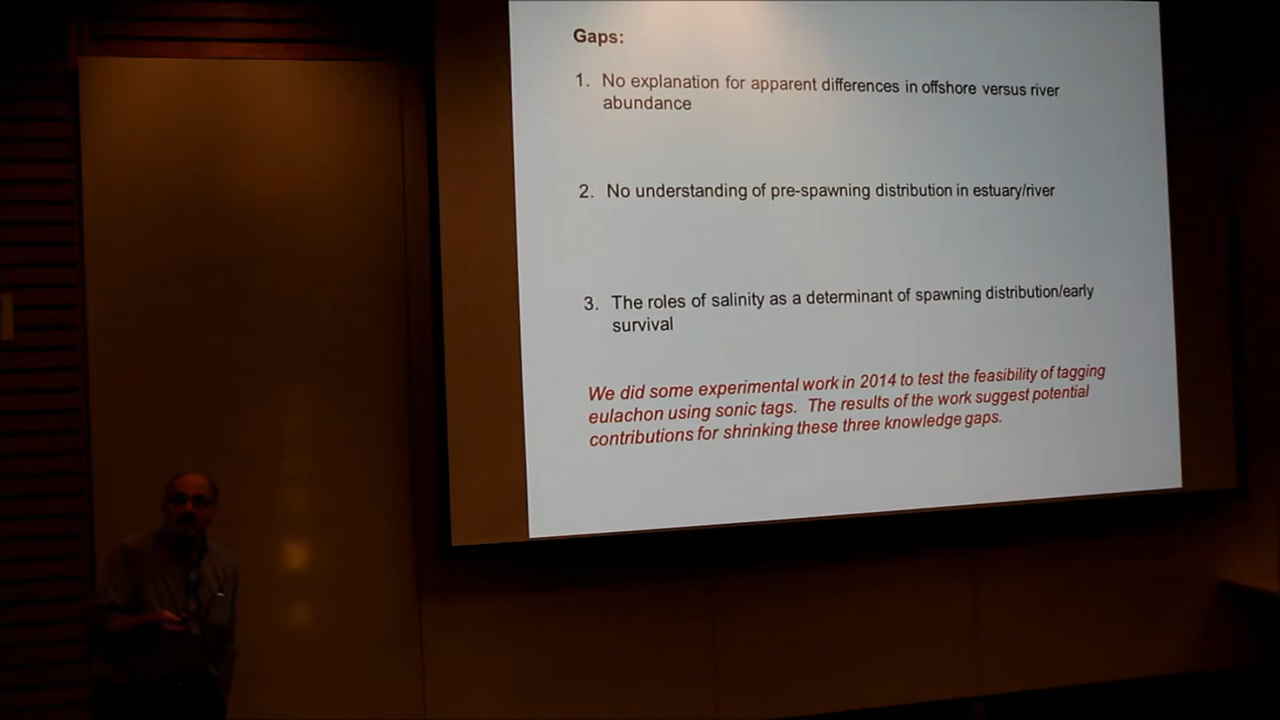 Gaps:
1. No explanation for apparent differences in offshore versus river
abundance
2. No understanding of pre-spawning distribution in estuary/river
3. The roles of salinity as a determinant of spawning distribution/early
survival
We did some experimental work in 2014 to test the feasibility of tagging
eulachon using sonic tags. The results of the work suggest potential
contributions for shrinking these three knowledge gaps.